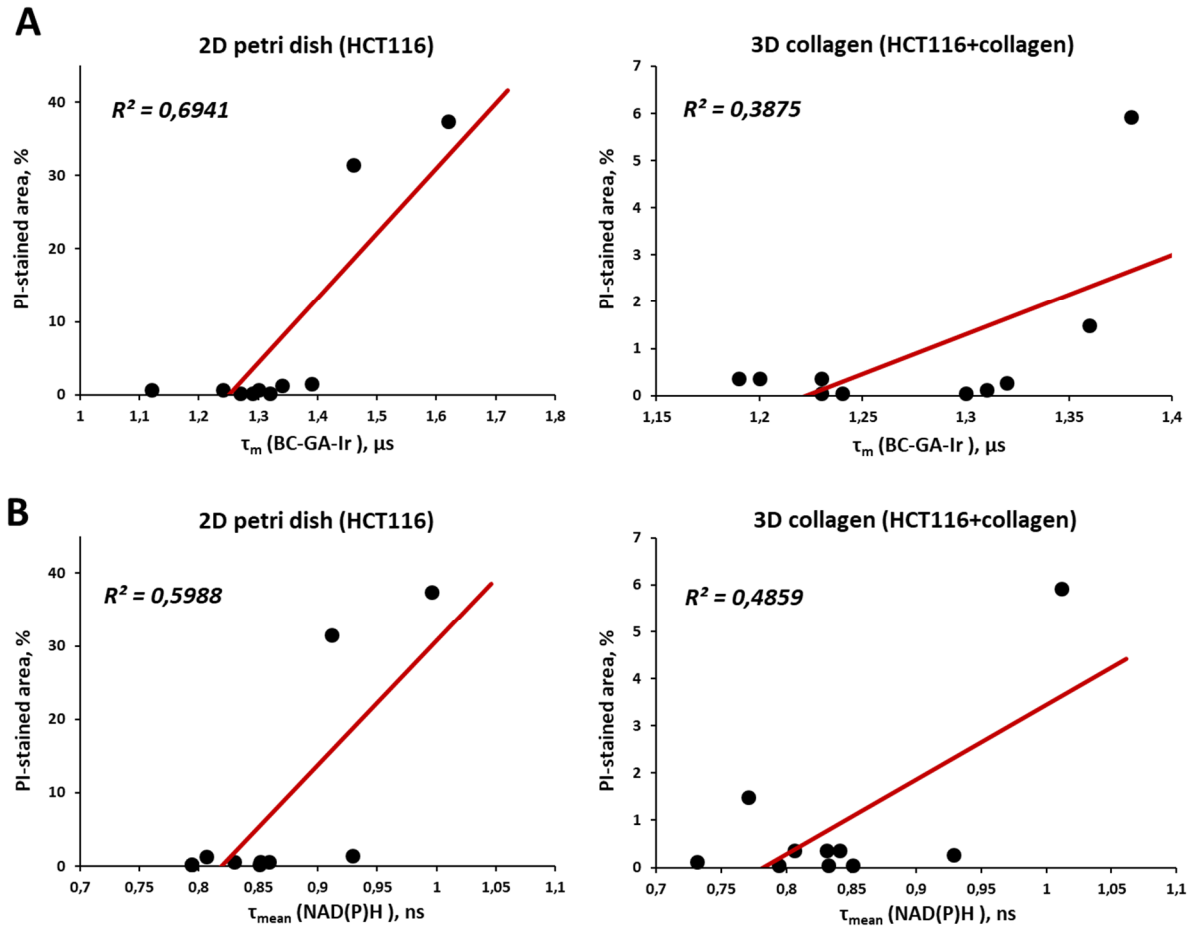 A
2D petri dish (HCT116)
3D collagen (HCT116+collagen)
PI-stained area, %
40
30
20
10
0
R² = 0,6941
1 1,1 1,2 1,3 1,4 1,5 1,6 1,7 1,8
τm (BC-GA-Ir ), µs
PI-stained area, %
7
6
5
4
3
2
1
0
R² = 0,3875
1,15 1,2 1,25 1,3 1,35 1,4
τm (BC-GA-Ir ), µs
B
2D petri dish (HCT116)
3D collagen (HCT116+collagen)
PI-stained area, %
40
30
20
10
0
R² = 0,5988
0,7 0,8 0,85 0,9 0,95 1 1,05 1,1
τmean (NAD(P)H ), ns
PI-stained area, %
7
6
5
4
3
2
1
0
R² = 0,4859
0,7 0,75 0,8 0,85 0,9 0,95 1 1,05 1,1
τmean (NAD(P)H ), ns